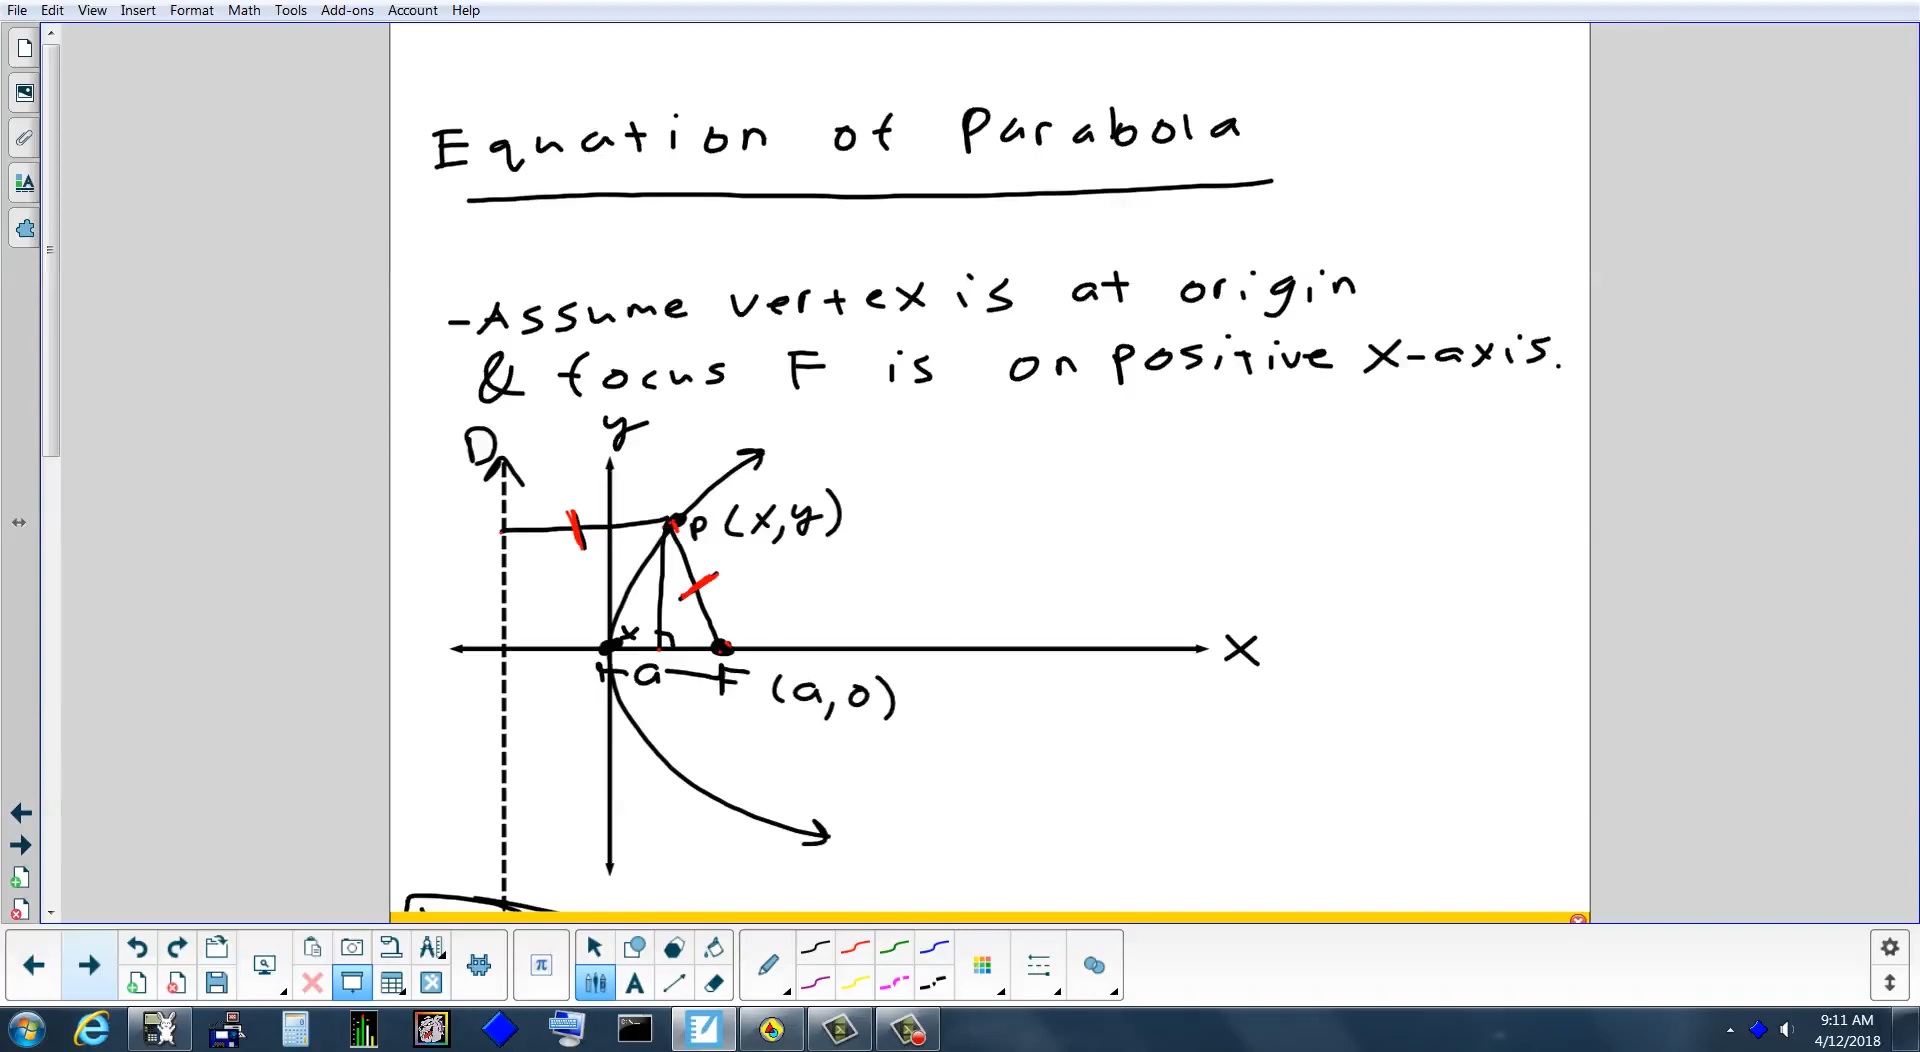 File Edit View Insert Format Math Tools Add-ons Account Help
Equation of Parabola
-Assume vertex is at origin
& focus F is on positive X-axis.
D
y
P (x,y)
x
X
a
F (a,0)
π
A
9:11 AM
4/12/2018